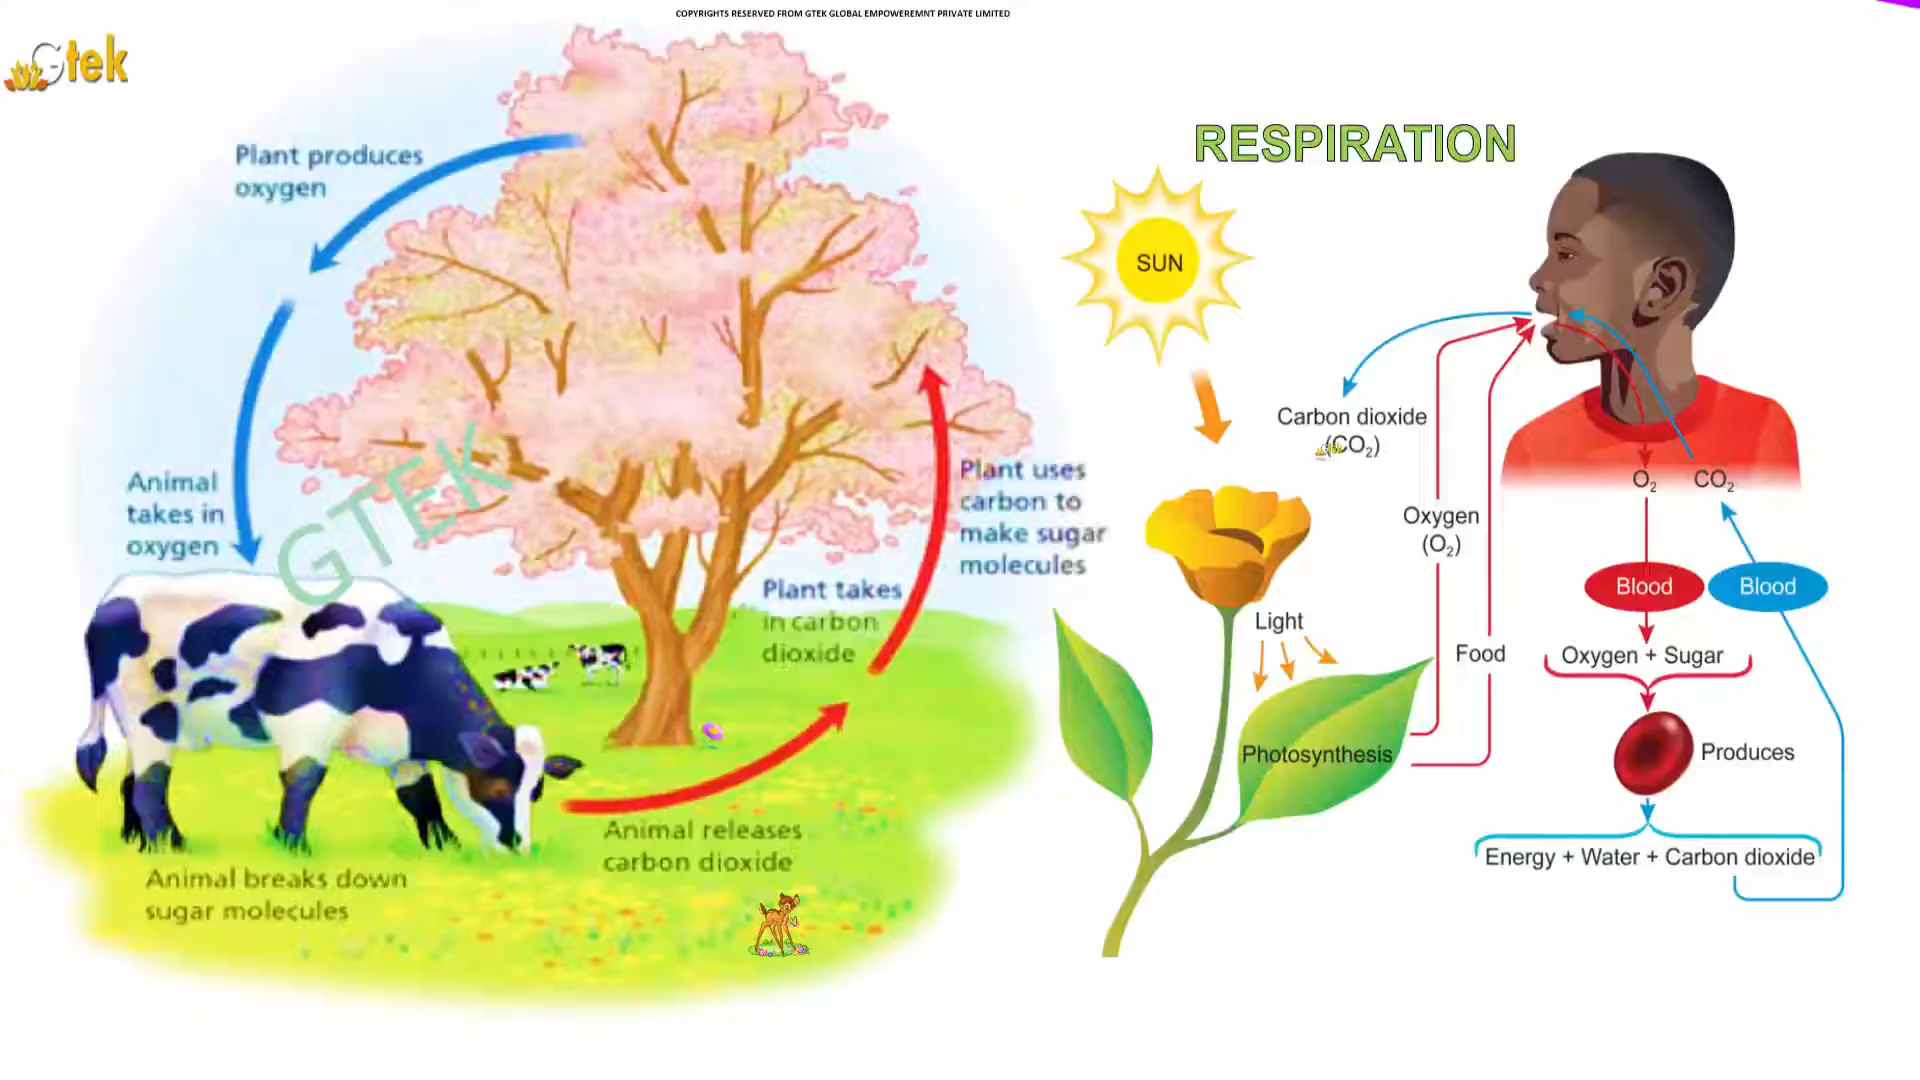 COPYRIGHTS RESERVED FROM GTEK GLOBAL EMPOWEREMNT PRIVATE LIMITED
Gtek
Plant produces
oxygen
Animal
takes in
oxygen
GTEK
Plant uses
carbon to
make sugar
molecules
Plant takes
in carbon
dioxide
Animal releases
carbon dioxide
Animal breaks down
sugar molecules
RESPIRATION
SUN
Carbon dioxide
(CO₂)
Oxygen
(O₂)
Light
Food
Photosynthesis
O₂
CO₂
Blood
Blood
Oxygen + Sugar
Produces
Energy + Water + Carbon dioxide